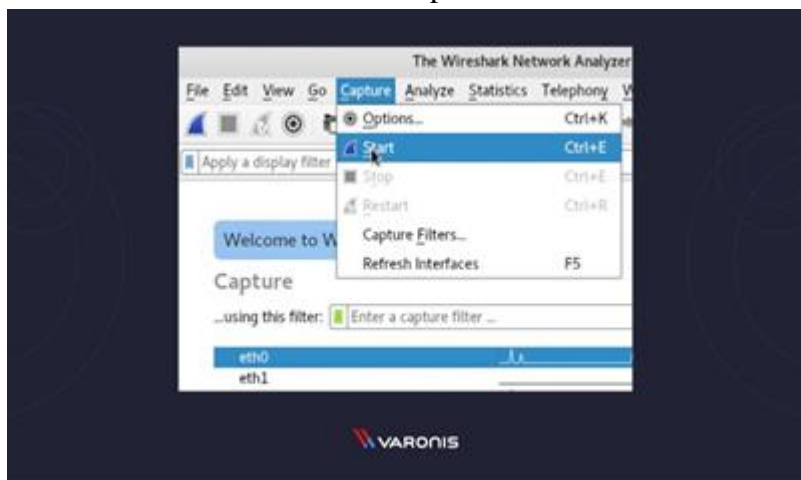 The Wireshark Network Analyzer
File Edit View Go Capture Analyze Statistics Telephony W
Options... Ctrl+K
Start Ctrl+E
Apply a display filter
Stop Ctrl+E
Restart Ctrl+R
Welcome to W
Capture Filters...
Refresh Interfaces F5
Capture
...using this filter: Enter a capture filter ...
eth0
eth1
VARONIS